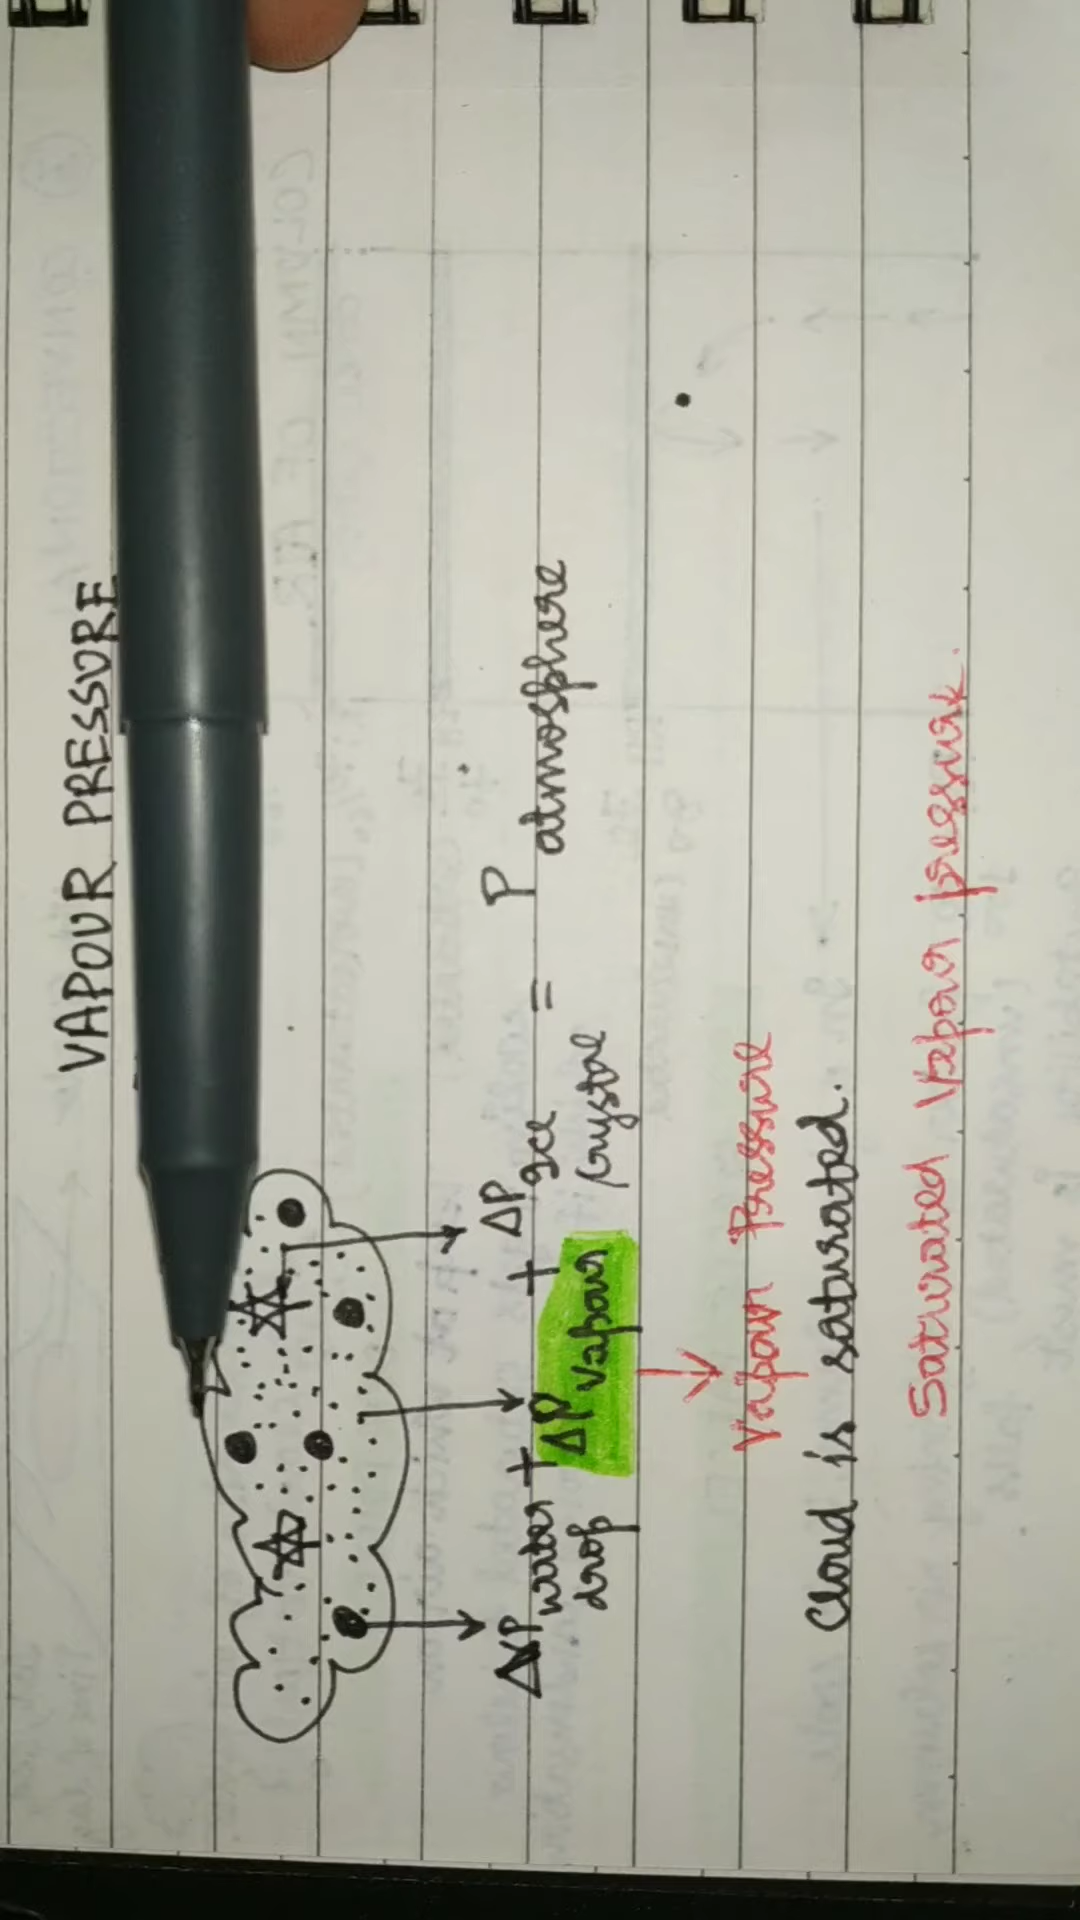 VAPOUR PRESSURE
ΔP water drop + ΔP vapour + ΔP Ice Crystal = P atmosphere
Vapour Pressure
Cloud is saturated.
Saturated Vapour pressure.